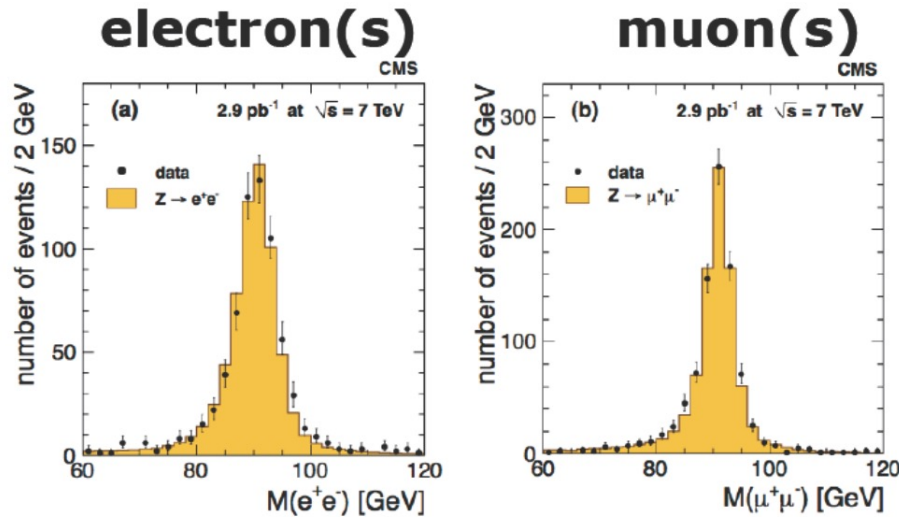 electron(s)
CMS
(a) 2.9 pb⁻¹ at √s = 7 TeV
data
Z → e⁺e⁻
number of events / 2 GeV
150
100
50
0
60 80 100 120
M(e⁺e⁻) [GeV]
muon(s)
CMS
(b) 2.9 pb⁻¹ at √s = 7 TeV
data
Z → μ⁺μ⁻
number of events / 2 GeV
300
200
100
0
60 80 100 120
M(μ⁺μ⁻) [GeV]